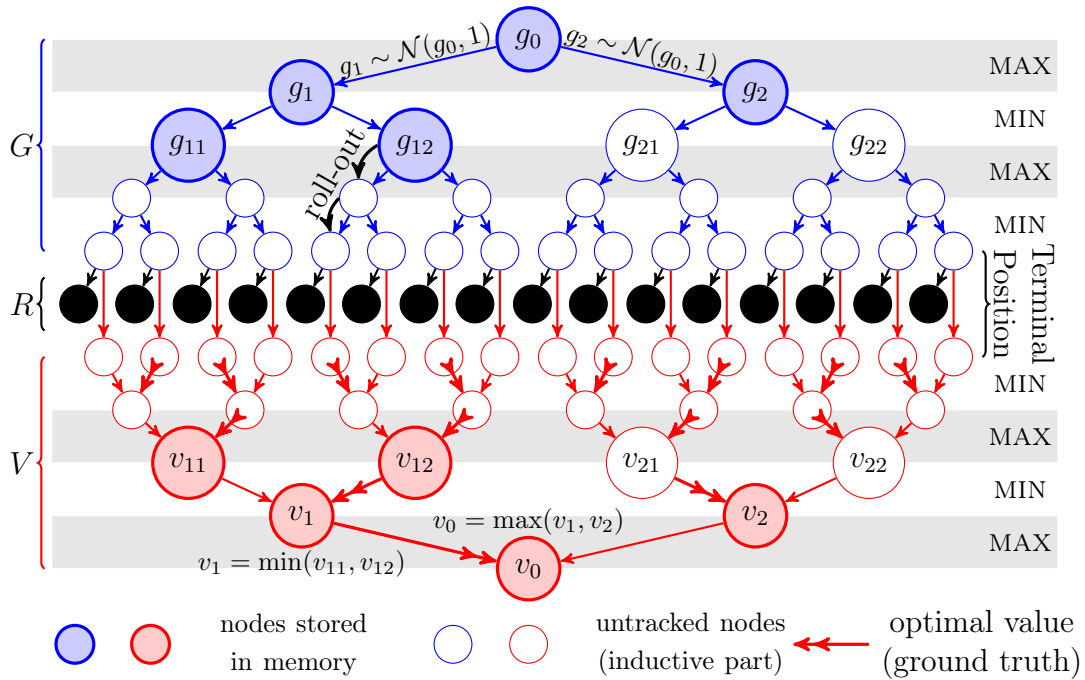 g₀
g₁ ∼ 𝒩(g₀, 1)
g₂ ∼ 𝒩(g₀, 1)
MAX
g₁
g₂
MIN
G
g₁₁
g₁₂
g₂₁
g₂₂
roll-out
MAX
MIN
Terminal
Position
R
MIN
V
v₁₁
v₁₂
v₂₁
v₂₂
MAX
MIN
v₁
v₀ = max(v₁, v₂)
v₂
v₁ = min(v₁₁, v₁₂)
v₀
MAX
nodes stored
in memory
untracked nodes
(inductive part)
optimal value
(ground truth)